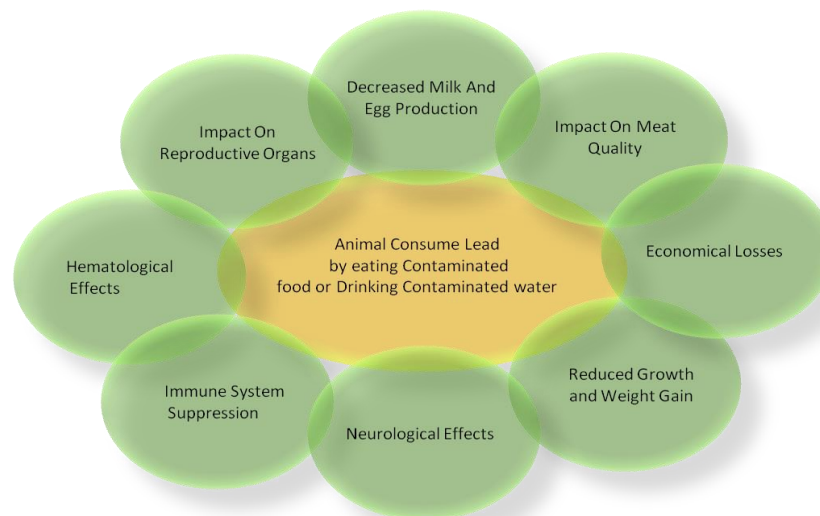 Decreased Milk And
Egg Production
Impact On
Reproductive Organs
Impact On Meat
Quality
Animal Consume Lead
by eating Contaminated
food or Drinking Contaminated water
Hematological
Effects
Economical Losses
Immune System
Suppression
Neurological Effects
Reduced Growth
and Weight Gain